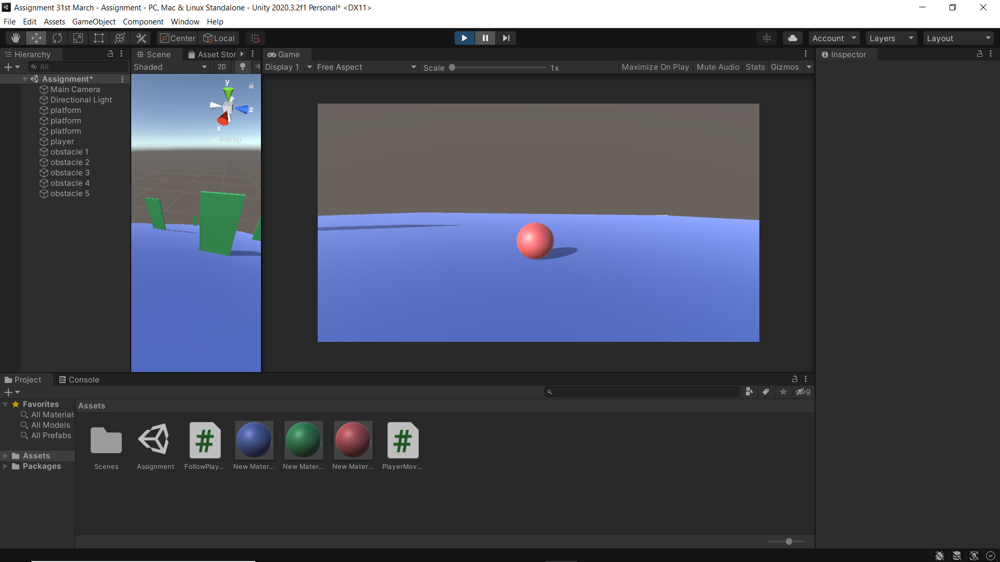 Assignment 31st March - Assignment - PC, Mac & Linux Standalone - Unity 2020.3.2f1 Personal* <DX11>
File Edit Assets GameObject Component Window Help
Center Local Account Layers Layout
Hierarchy Scene Asset Stor Game Inspector
All Shaded 2D Display 1 Free Aspect Scale 1x Maximize On Play Mute Audio Stats Gizmos
Assignment*
Main Camera
Directional Light
platform
platform
platform
player
obstacle 1
obstacle 2
obstacle 3
obstacle 4
obstacle 5
y
z
x
Persp
Project Console
9
Favorites Assets
All Materials
All Models
All Prefabs
Assets
Packages
Scenes Assignment FollowPlay... New Mater... New Mater... New Mater... PlayerMov...